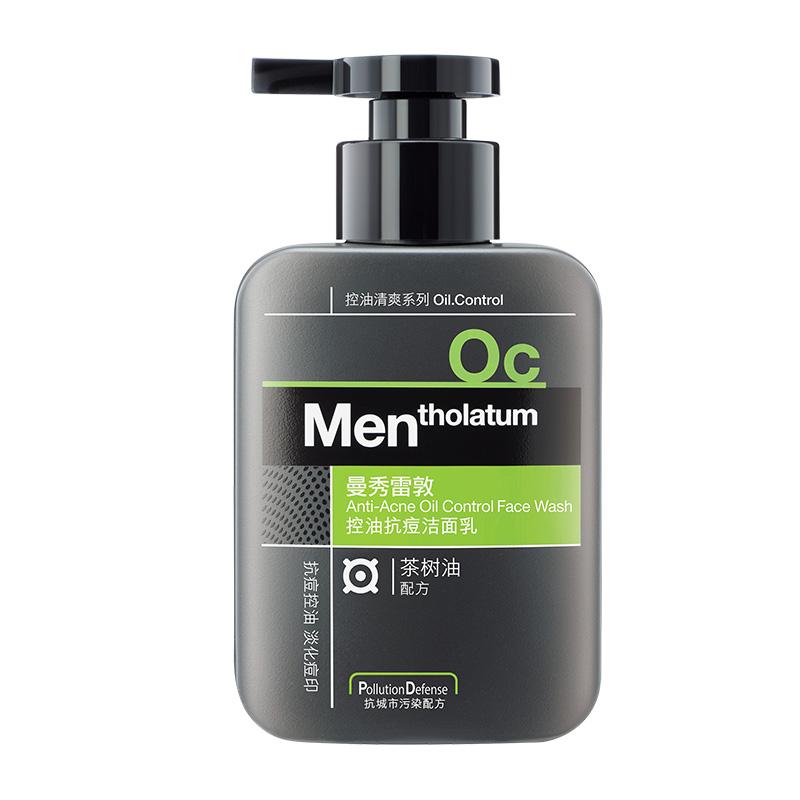 控油清爽系列 Oil.Control
Oc
Mentholatum
曼秀雷敦
Anti-Acne Oil Control Face Wash
控油抗痘洁面乳
茶树油
配方
抗痘控油 淡化痘印
Pollution Defense
抗城市污染配方